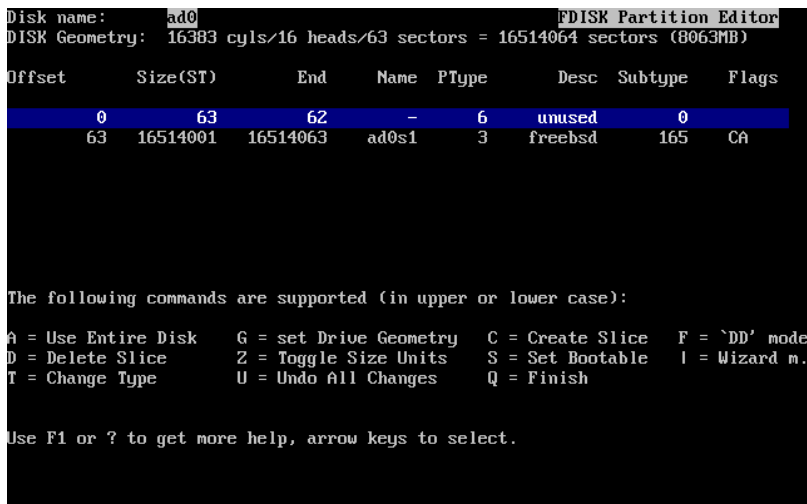 Disk name: ad0 FDISK Partition Editor
DISK Geometry: 16383 cyls/16 heads/63 sectors = 16514064 sectors (8063MB)
Offset Size(ST) End Name PType Desc Subtype Flags
0 63 62 - 6 unused 0
63 16514001 16514063 ad0s1 3 freebsd 165 CA
The following commands are supported (in upper or lower case):
A = Use Entire Disk G = set Drive Geometry C = Create Slice F = `DD' mode
D = Delete Slice Z = Toggle Size Units S = Set Bootable | = Wizard m.
T = Change Type U = Undo All Changes Q = Finish
Use F1 or ? to get more help, arrow keys to select.